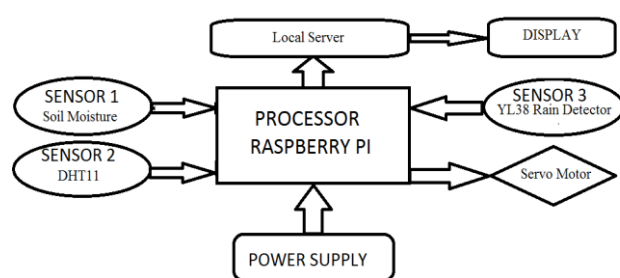 Local Server
DISPLAY
SENSOR 1
Soil Moisture
PROCESSOR
RASPBERRY PI
SENSOR 3
YL38 Rain Detector
SENSOR 2
DHT11
Servo Motor
POWER SUPPLY